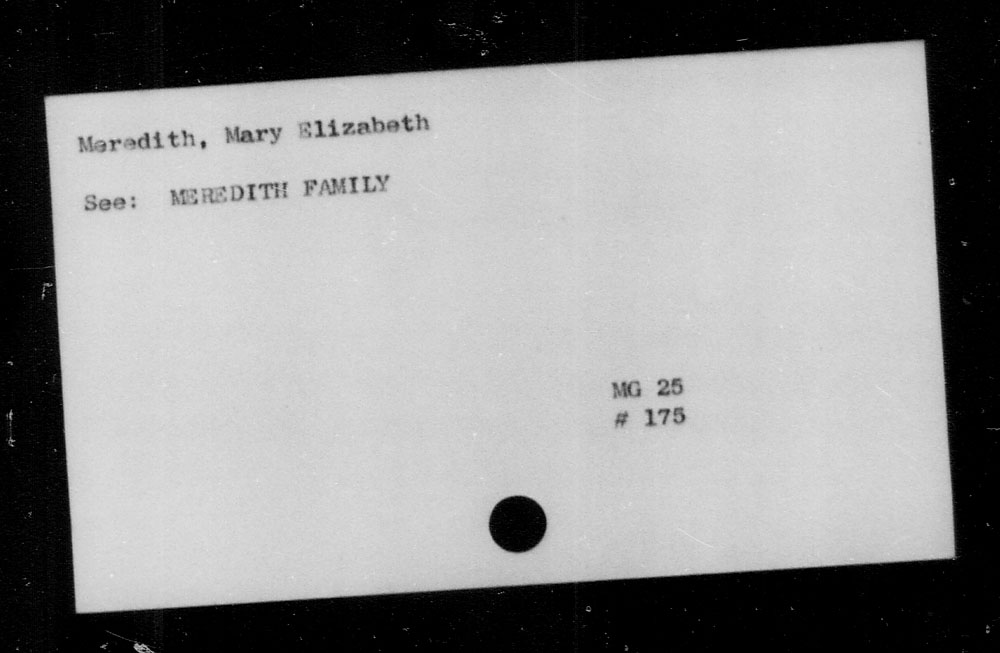 Meredith, Mary Elizabeth
See: MEREDITH FAMILY
MG 25
# 175